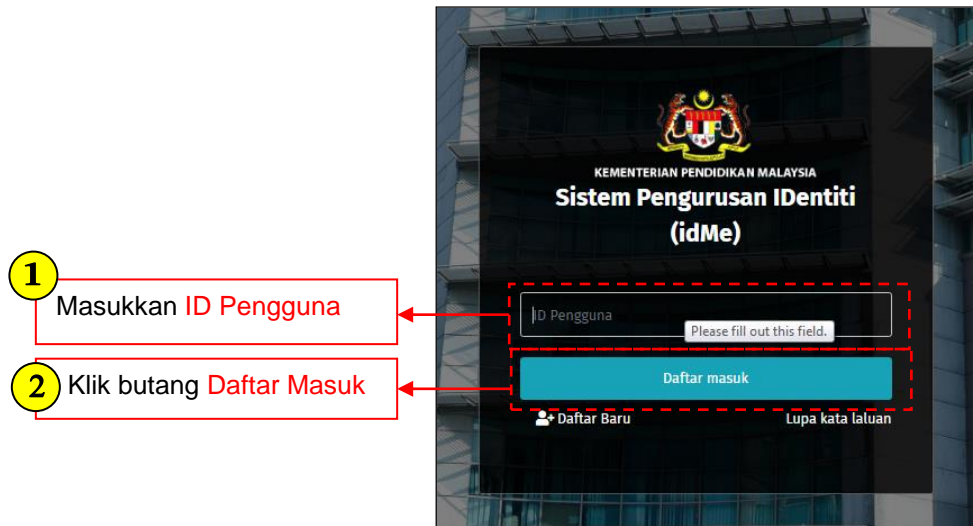 KEMENTERIAN PENDIDIKAN MALAYSIA
Sistem Pengurusan IDentiti
(idMe)
1
Masukkan ID Pengguna
ID Pengguna
Please fill out this field.
2
Klik butang Daftar Masuk
Daftar masuk
Daftar Baru
Lupa kata laluan